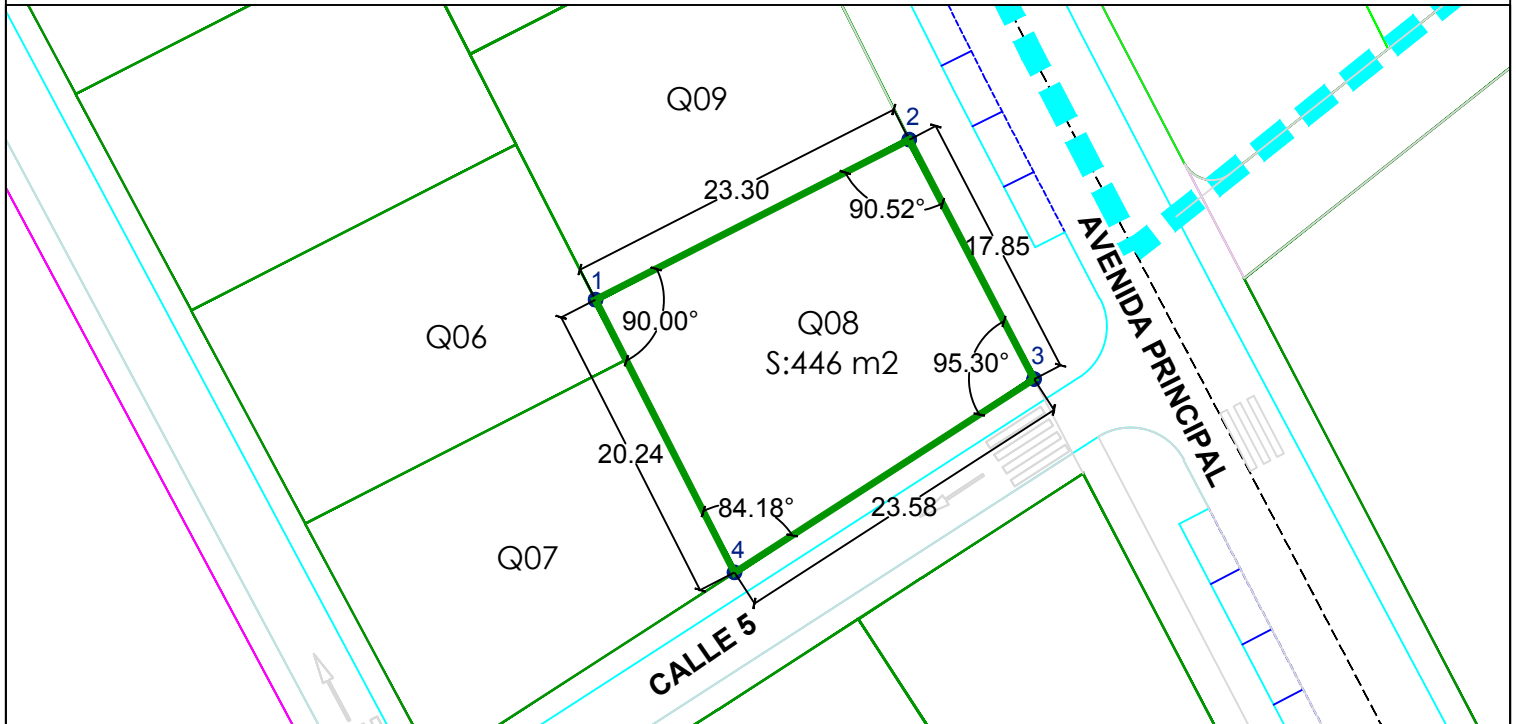 Q09
2
23.30
90.52°
17.85
1
90.00°
Q06
Q08
S:446 m2
95.30°
3
AVENIDA PRINCIPAL
20.24
84.18°
23.58
4
Q07
CALLE 5